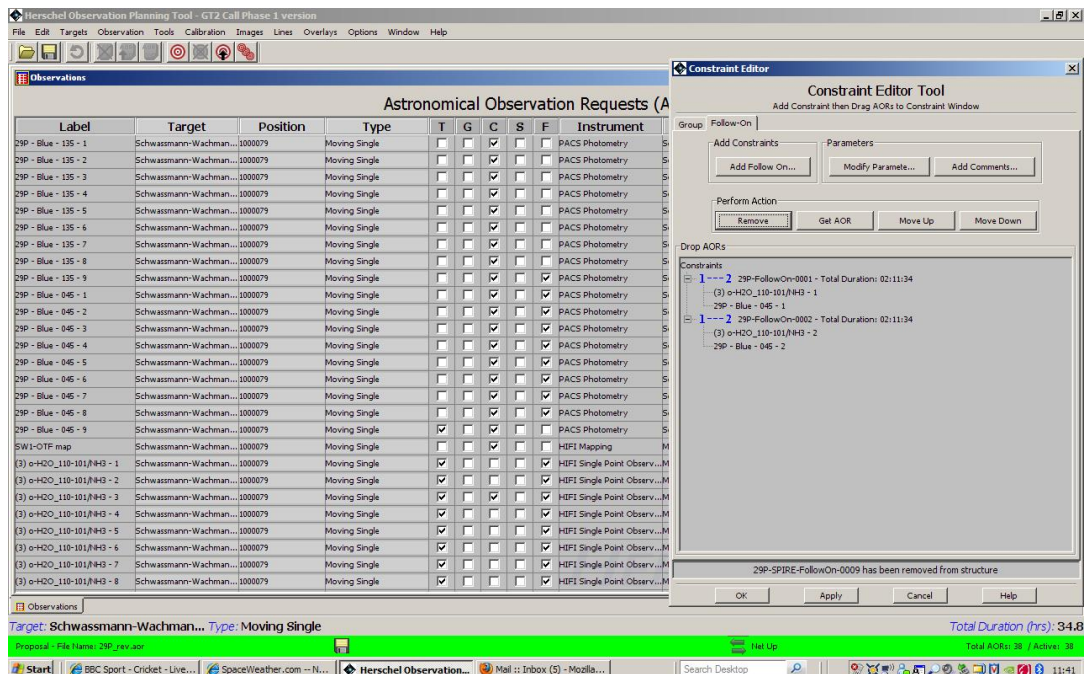 Herschel Observation Planning Tool - GT2 Call Phase 1 version
File Edit Targets Observation Tools Calibration Images Lines Overlays Options Window Help
Observations
Astronomical Observation Requests (A
Label Target Position Type T G C S F Instrument
29P - Blue - 135 - 1 Schwassmann-Wachman... 1000079 Moving Single PACS Photometry
29P - Blue - 135 - 2 Schwassmann-Wachman... 1000079 Moving Single PACS Photometry
29P - Blue - 135 - 3 Schwassmann-Wachman... 1000079 Moving Single PACS Photometry
29P - Blue - 135 - 4 Schwassmann-Wachman... 1000079 Moving Single PACS Photometry
29P - Blue - 135 - 5 Schwassmann-Wachman... 1000079 Moving Single PACS Photometry
29P - Blue - 135 - 6 Schwassmann-Wachman... 1000079 Moving Single PACS Photometry
29P - Blue - 135 - 7 Schwassmann-Wachman... 1000079 Moving Single PACS Photometry
29P - Blue - 135 - 8 Schwassmann-Wachman... 1000079 Moving Single PACS Photometry
29P - Blue - 135 - 9 Schwassmann-Wachman... 1000079 Moving Single PACS Photometry
29P - Blue - 045 - 1 Schwassmann-Wachman... 1000079 Moving Single PACS Photometry
29P - Blue - 045 - 2 Schwassmann-Wachman... 1000079 Moving Single PACS Photometry
29P - Blue - 045 - 3 Schwassmann-Wachman... 1000079 Moving Single PACS Photometry
29P - Blue - 045 - 4 Schwassmann-Wachman... 1000079 Moving Single PACS Photometry
29P - Blue - 045 - 5 Schwassmann-Wachman... 1000079 Moving Single PACS Photometry
29P - Blue - 045 - 6 Schwassmann-Wachman... 1000079 Moving Single PACS Photometry
29P - Blue - 045 - 7 Schwassmann-Wachman... 1000079 Moving Single PACS Photometry
29P - Blue - 045 - 8 Schwassmann-Wachman... 1000079 Moving Single PACS Photometry
29P - Blue - 045 - 9 Schwassmann-Wachman... 1000079 Moving Single PACS Photometry
SW1-OTF map Schwassmann-Wachman... 1000079 Moving Single HIFI Mapping M
(3) o-H2O_110-101/NH3 - 1 Schwassmann-Wachman... 1000079 Moving Single HIFI Single Point Observ... M
(3) o-H2O_110-101/NH3 - 2 Schwassmann-Wachman... 1000079 Moving Single HIFI Single Point Observ... M
(3) o-H2O_110-101/NH3 - 3 Schwassmann-Wachman... 1000079 Moving Single HIFI Single Point Observ... M
(3) o-H2O_110-101/NH3 - 4 Schwassmann-Wachman... 1000079 Moving Single HIFI Single Point Observ... M
(3) o-H2O_110-101/NH3 - 5 Schwassmann-Wachman... 1000079 Moving Single HIFI Single Point Observ... M
(3) o-H2O_110-101/NH3 - 6 Schwassmann-Wachman... 1000079 Moving Single HIFI Single Point Observ... M
(3) o-H2O_110-101/NH3 - 7 Schwassmann-Wachman... 1000079 Moving Single HIFI Single Point Observ... M
(3) o-H2O_110-101/NH3 - 8 Schwassmann-Wachman... 1000079 Moving Single HIFI Single Point Observ... M
Observations
Constraint Editor
Constraint Editor Tool
Add Constraint then Drag AORs to Constraint Window
Group Follow-On
Add Constraints Parameters
Add Follow On... Modify Paramete... Add Comments...
Perform Action
Remove Get AOR Move Up Move Down
Drop AORs
Constraints
1---2 29P-FollowOn-0001 - Total Duration: 02:11:34
(3) o-H2O_110-101/NH3 - 1
29P - Blue - 045 - 1
1---2 29P-FollowOn-0002 - Total Duration: 02:11:34
(3) o-H2O_110-101/NH3 - 2
29P - Blue - 045 - 2
29P-SPIRE-FollowOn-0009 has been removed from structure
OK Apply Cancel Help
Target: Schwassmann-Wachman... Type: Moving Single Total Duration (hrs): 34.8
Proposal - File Name: 29P_rev.aor Net Up Total AORs: 38 / Active: 38
Start BBC Sport - Cricket - Live... SpaceWeather.com -- N... Herschel Observation... Mail :: Inbox (5) - Mozilla... Search Desktop 11:41